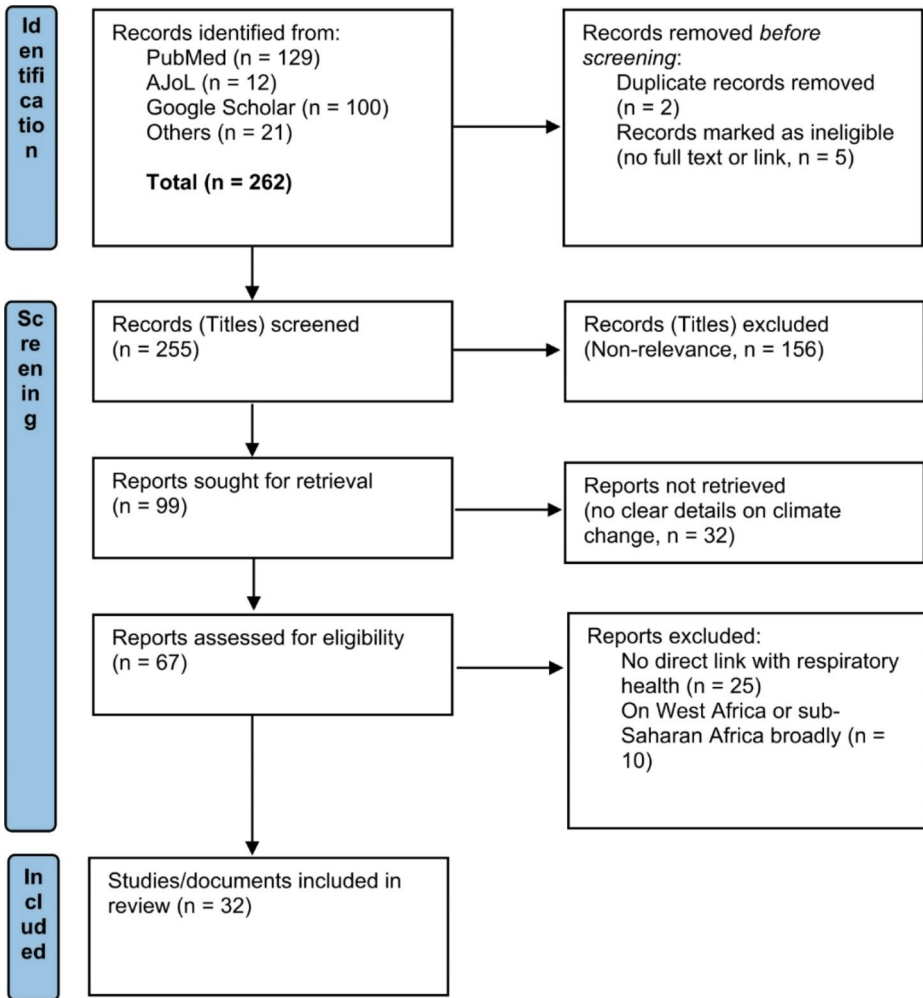 Id
en
tifi
ca
tio
n
Records identified from:
PubMed (n = 129)
AJoL (n = 12)
Google Scholar (n = 100)
Others (n = 21)
Total (n = 262)
Records removed before
screening:
Duplicate records removed
(n = 2)
Records marked as ineligible
(no full text or link, n = 5)
Sc
re
en
in
g
Records (Titles) screened
(n = 255)
Records (Titles) excluded
(Non-relevance, n = 156)
Reports sought for retrieval
(n = 99)
Reports not retrieved
(no clear details on climate
change, n = 32)
Reports assessed for eligibility
(n = 67)
Reports excluded:
No direct link with respiratory
health (n = 25)
On West Africa or sub-
Saharan Africa broadly (n =
10)
In
cl
ud
ed
Studies/documents included in
review (n = 32)